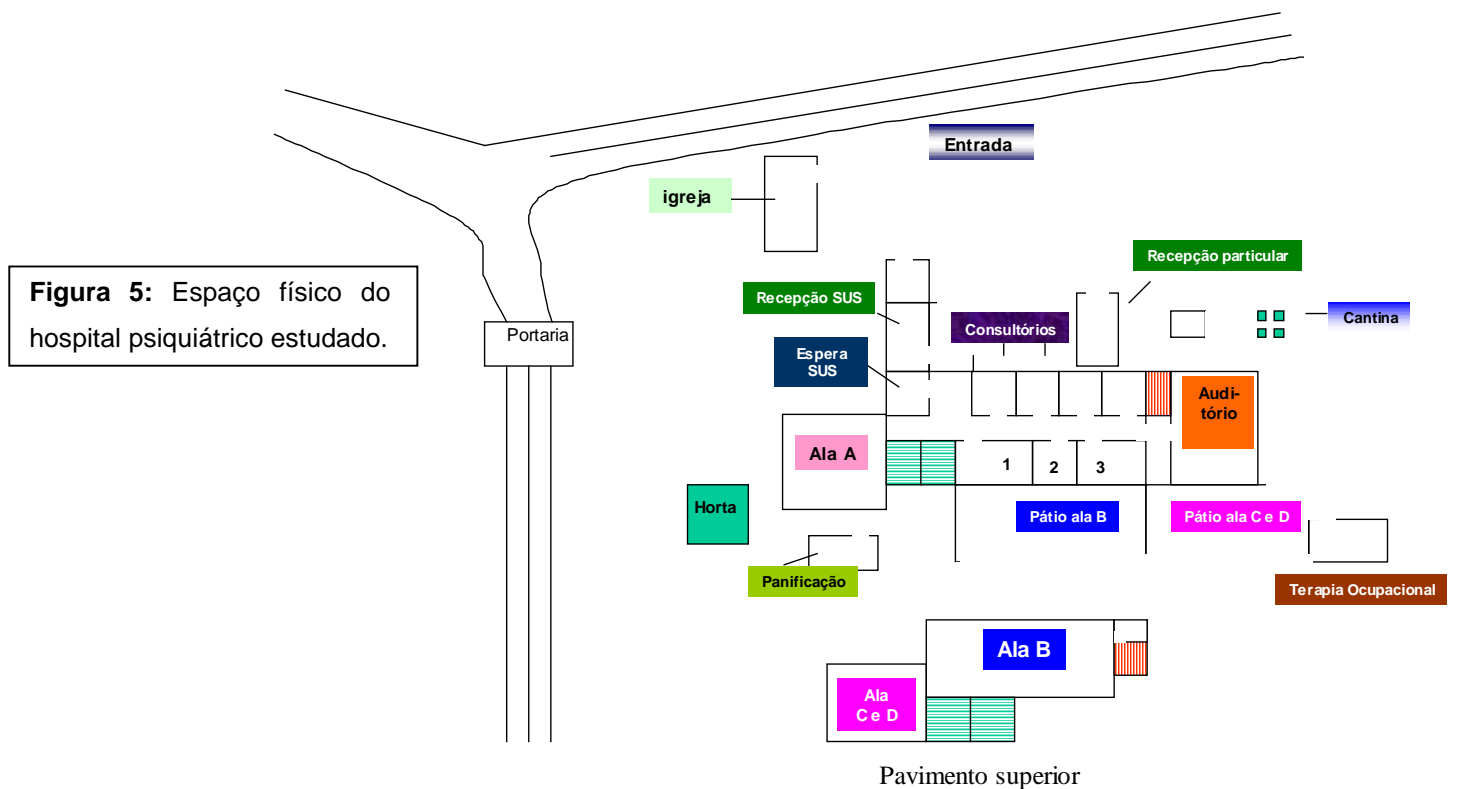 Entrada
igreja
Recepção particular
Figura 5: Espaço físico do
hospital psiquiátrico estudado.
Recepção SUS
Portaria
Consultórios
Cantina
Espera
SUS
Audi-
tório
Ala A
1
2
3
Horta
Pátio ala B
Pátio ala C e D
Panificação
Terapia Ocupacional
Ala B
Ala
C e D
Pavimento superior